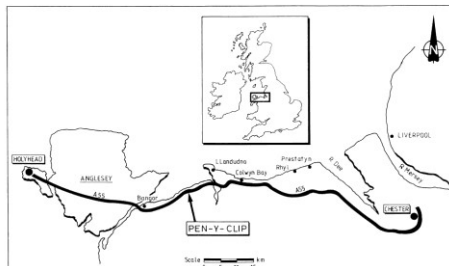 N
LIVERPOOL
R. Mersey
Llandudno
Prestatyn
Rhyl
R. Dee
Colwyn Bay
HOLYHEAD
ANGLESEY
A55
A55
Bangor
CHESTER
PEN-Y-CLIP
Scale
km